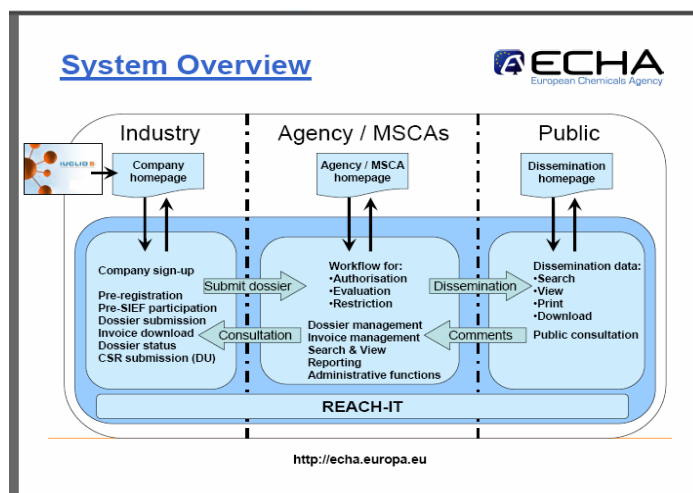 System Overview
ECHA
European Chemicals Agency
Industry
Agency / MSCAs
Public
IUCLID 5
Company
homepage
Agency / MSCA
homepage
Dissemination
homepage
Company sign-up
Pre-registration
Pre-SIEF participation
Dossier submission
Invoice download
Dossier status
CSR submission (DU)
Submit dossier
Consultation
Workflow for:
•Authorisation
•Evaluation
•Restriction
Dossier management
Invoice management
Search & View
Reporting
Administrative functions
Dissemination
Comments
Dissemination data:
•Search
•View
•Print
•Download
Public consultation
REACH-IT
http://echa.europa.eu